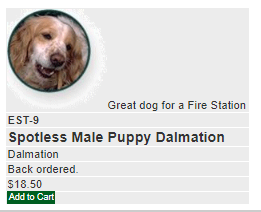 Great dog for a Fire Station
EST-9
Spotless Male Puppy Dalmation
Dalmation
Back ordered.
$18.50
Add to Cart